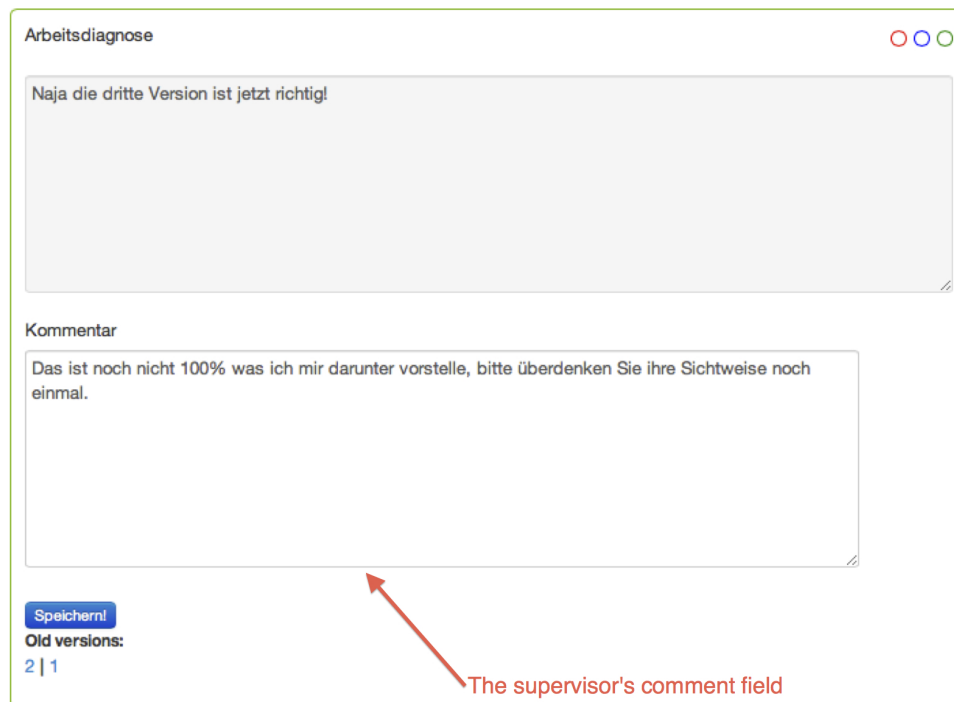 Arbeitsdiagnose
Naja die dritte Version ist jetzt richtig!
Kommentar
Das ist noch nicht 100% was ich mir darunter vorstelle, bitte überdenken Sie ihre Sichtweise noch
einmal.
Speichern!
Old versions:
2 | 1
The supervisor's comment field